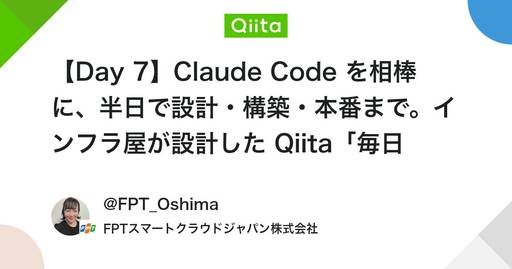 Qiita
【Day 7】Claude Code を相棒
に、半日で設計・構築・本番まで。イ
ンフラ屋が設計した Qiita「毎日
@FPT_Oshima
FPTスマートクラウドジャパン株式会社